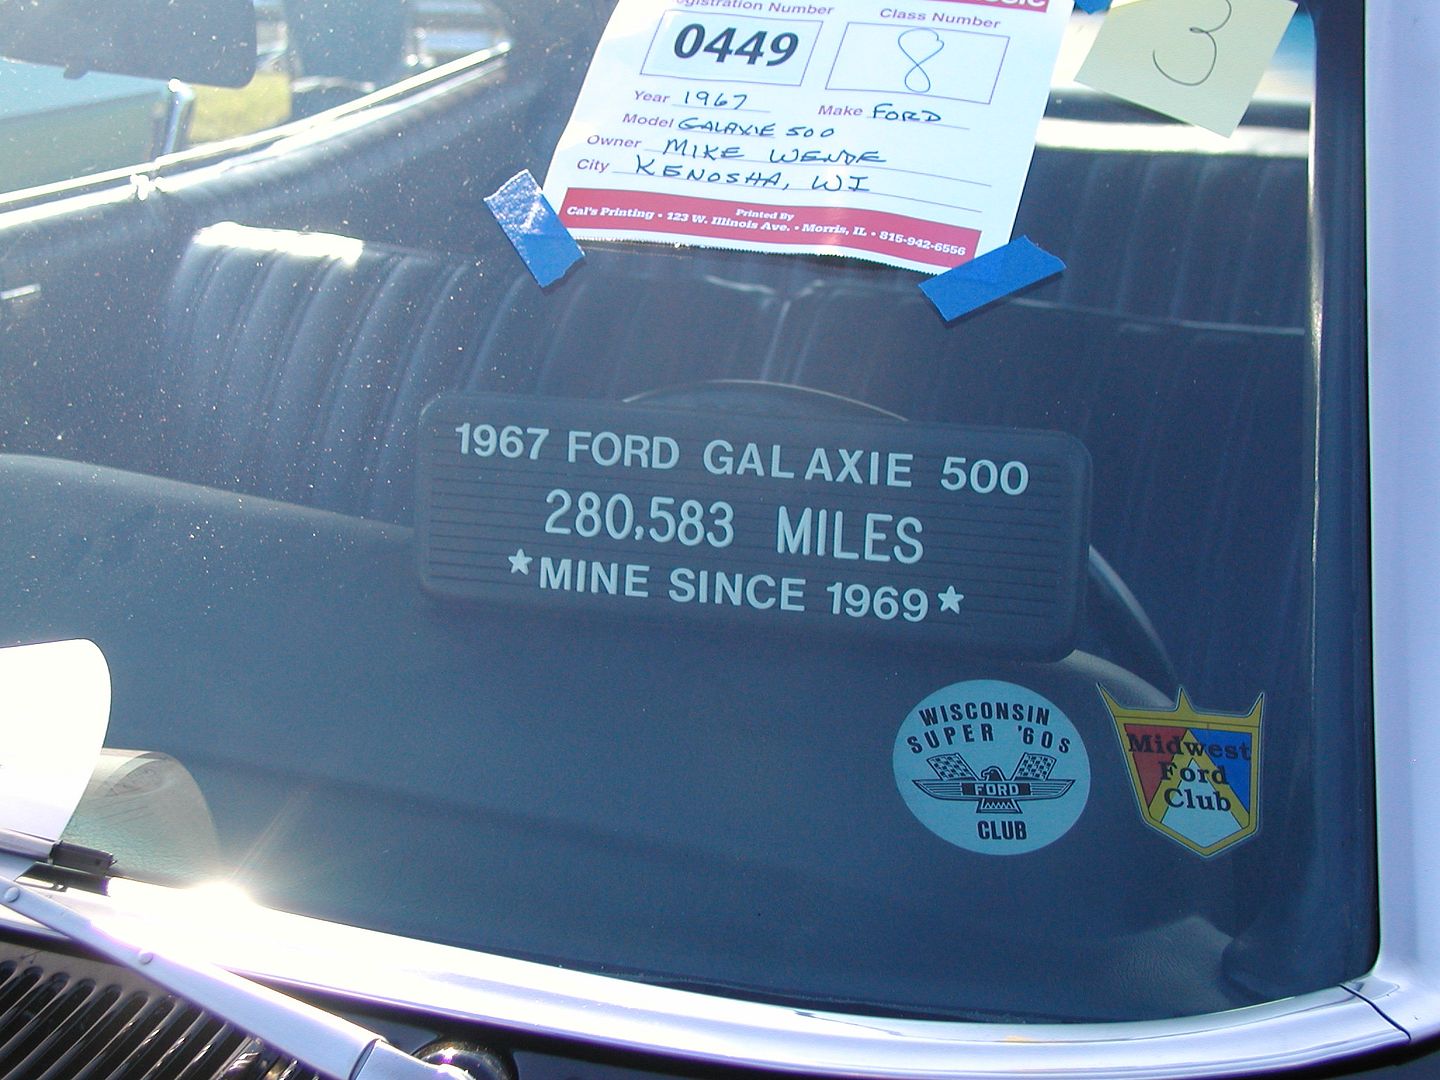 Registration Number
Class Number
0449
8
3
Year 1967
Make FORD
Model GALAXIE 500
Owner MIKE WENDE
City KENOSHA, WI
Printed By
Cal's Printing • 123 W. Illinois Ave. • Morris, IL • 815-942-6556
1967 FORD GALAXIE 500
280,583 MILES
★MINE SINCE 1969★
WISCONSIN
SUPER '60S
FORD
CLUB
Midwest
Ford
Club